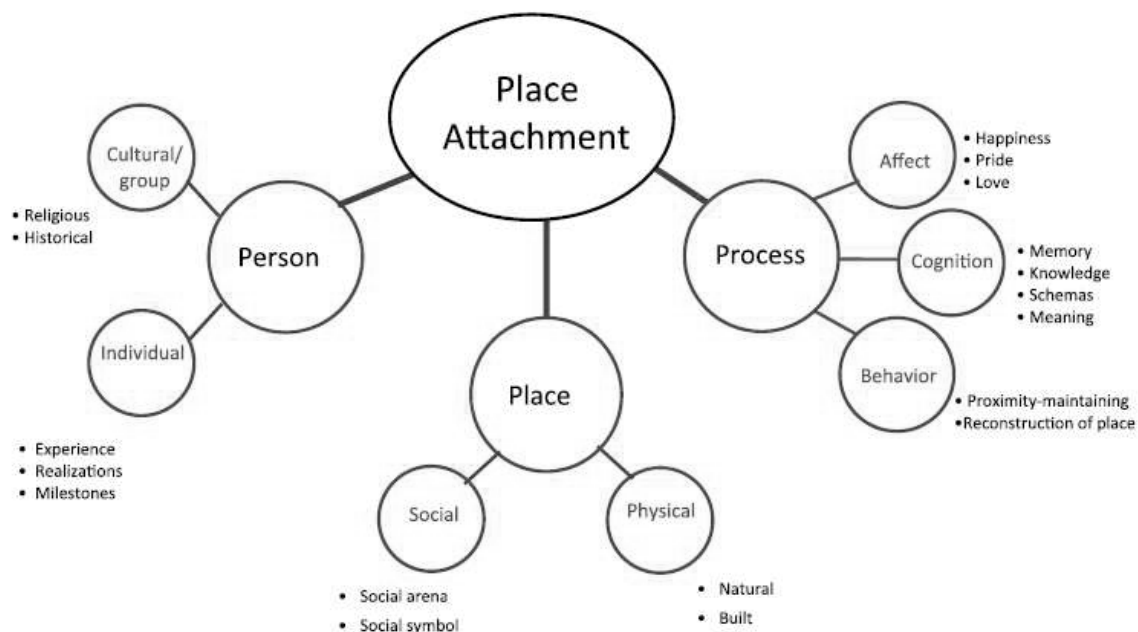 Place
Attachment
Cultural/
group
• Religious
• Historical
Person
Individual
• Experience
• Realizations
• Milestones
Place
Social
• Social arena
• Social symbol
Physical
• Natural
• Built
Process
Affect
• Happiness
• Pride
• Love
Cognition
• Memory
• Knowledge
• Schemas
• Meaning
Behavior
• Proximity-maintaining
•Reconstruction of place